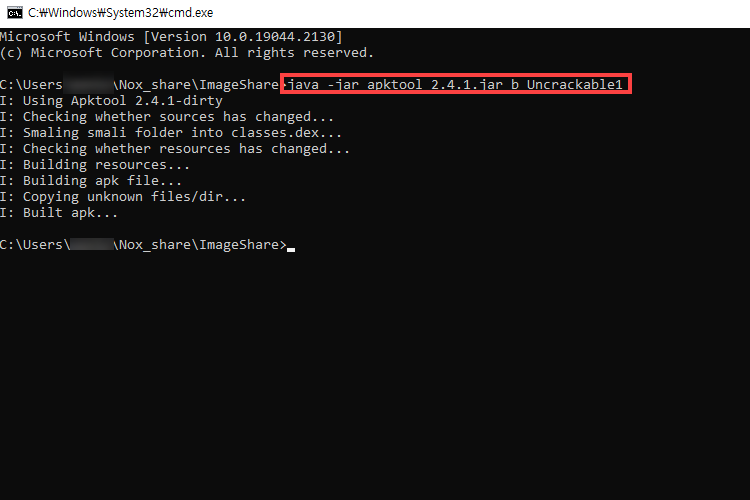 C:₩Windows₩System32₩cmd.exe
Microsoft Windows [Version 10.0.19044.2130]
(c) Microsoft Corporation. All rights reserved.
C:\Users \Nox_share\ImageShare>java -jar apktool 2.4.1.jar b Uncrackable1
I: Using Apktool 2.4.1-dirty
I: Checking whether sources has changed...
I: Smaling smali folder into classes.dex...
I: Checking whether resources has changed...
I: Building resources...
I: Building apk file...
I: Copying unknown files/dir...
I: Built apk...
C:\Users\ \Nox_share\ImageShare>